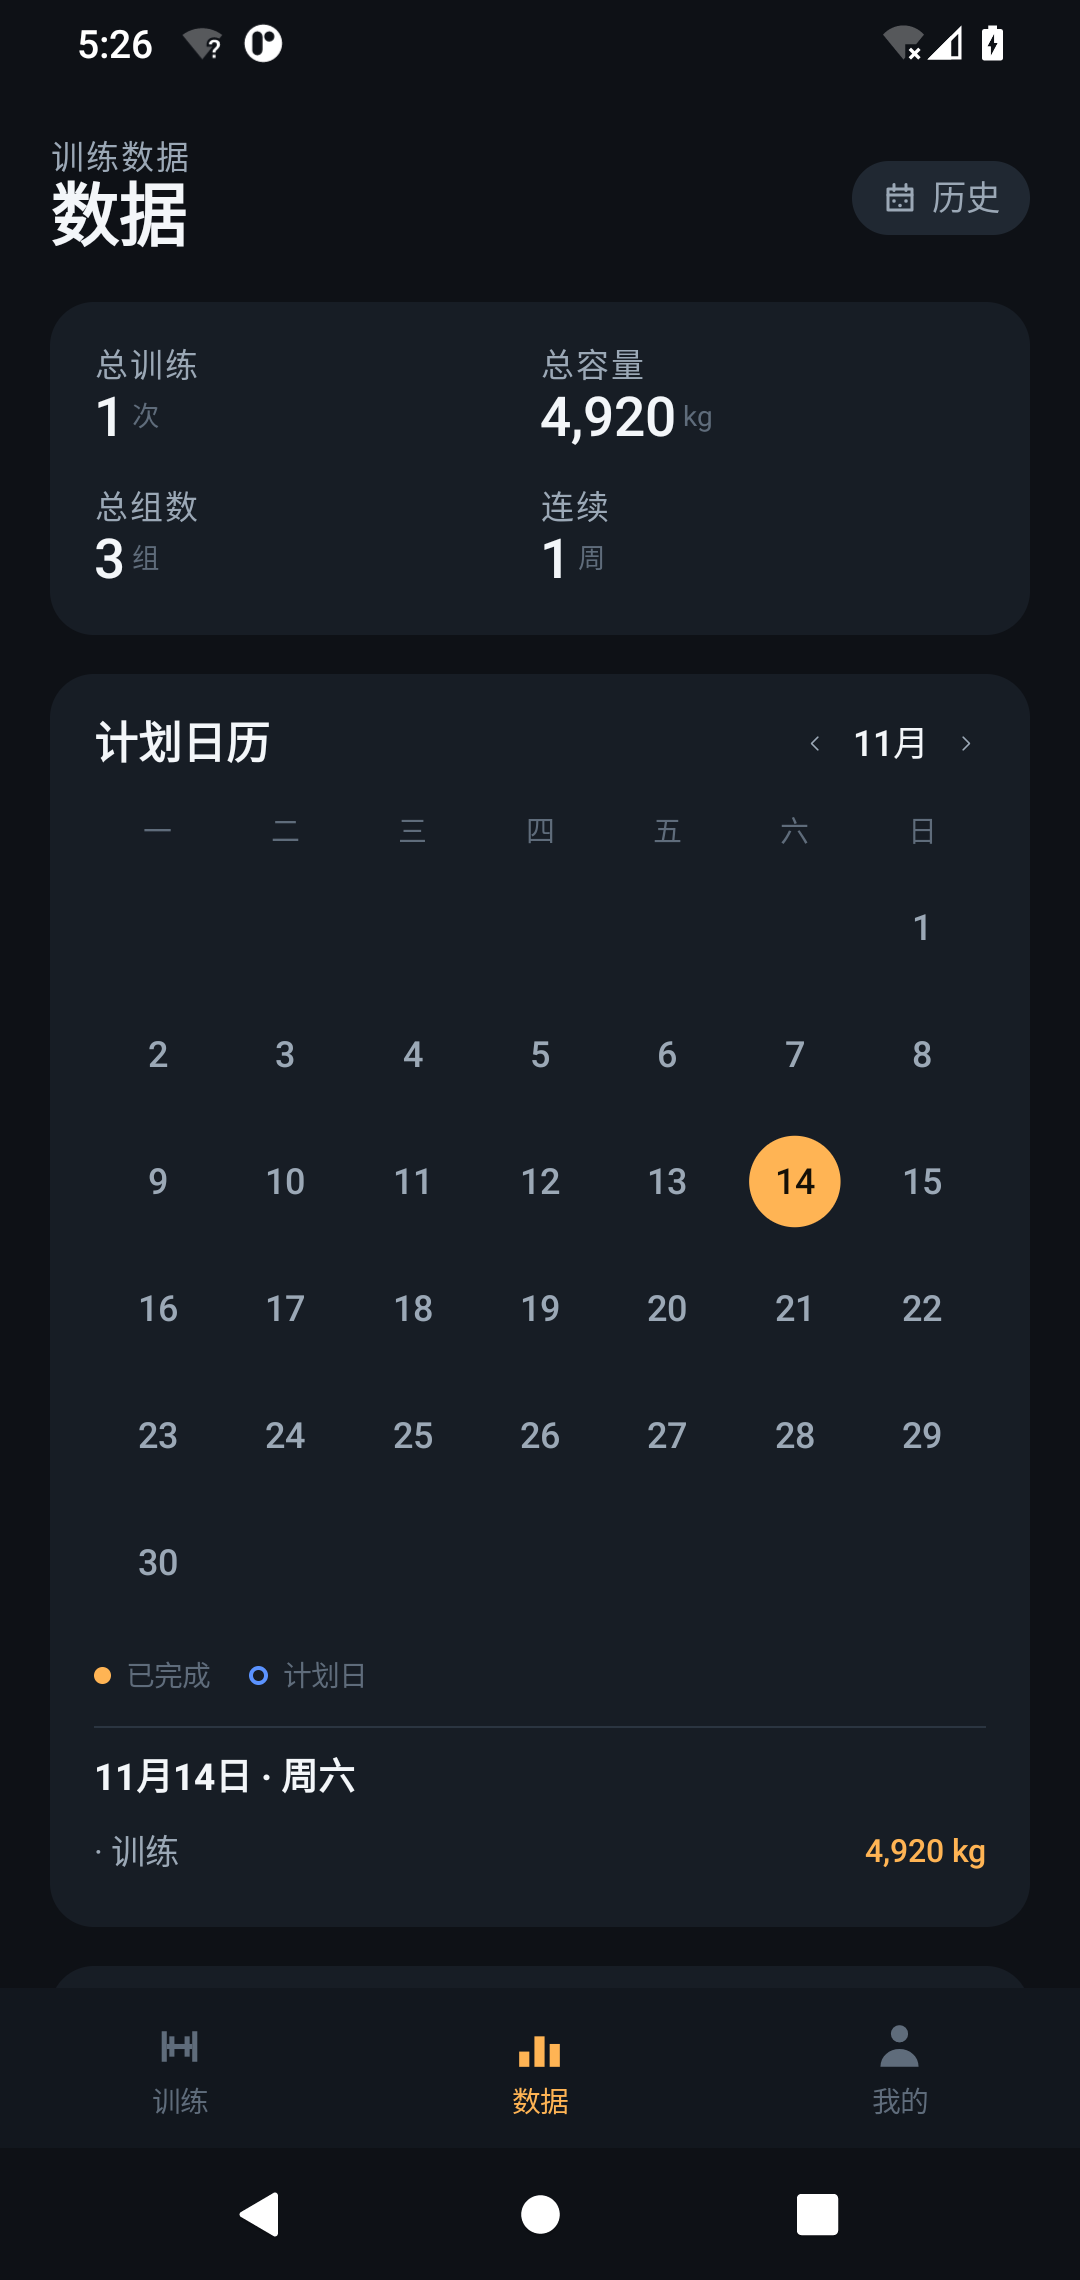 5:26
训练数据
数据
历史
总训练
总容量
1 次
4,920 kg
总组数
连续
3 组
1 周
计划日历
11月
一 二 三 四 五 六 日
1
2 3 4 5 6 7 8
9 10 11 12 13 14 15
16 17 18 19 20 21 22
23 24 25 26 27 28 29
30
已完成 计划日
11月14日 · 周六
· 训练 4,920 kg
训练 数据 我的